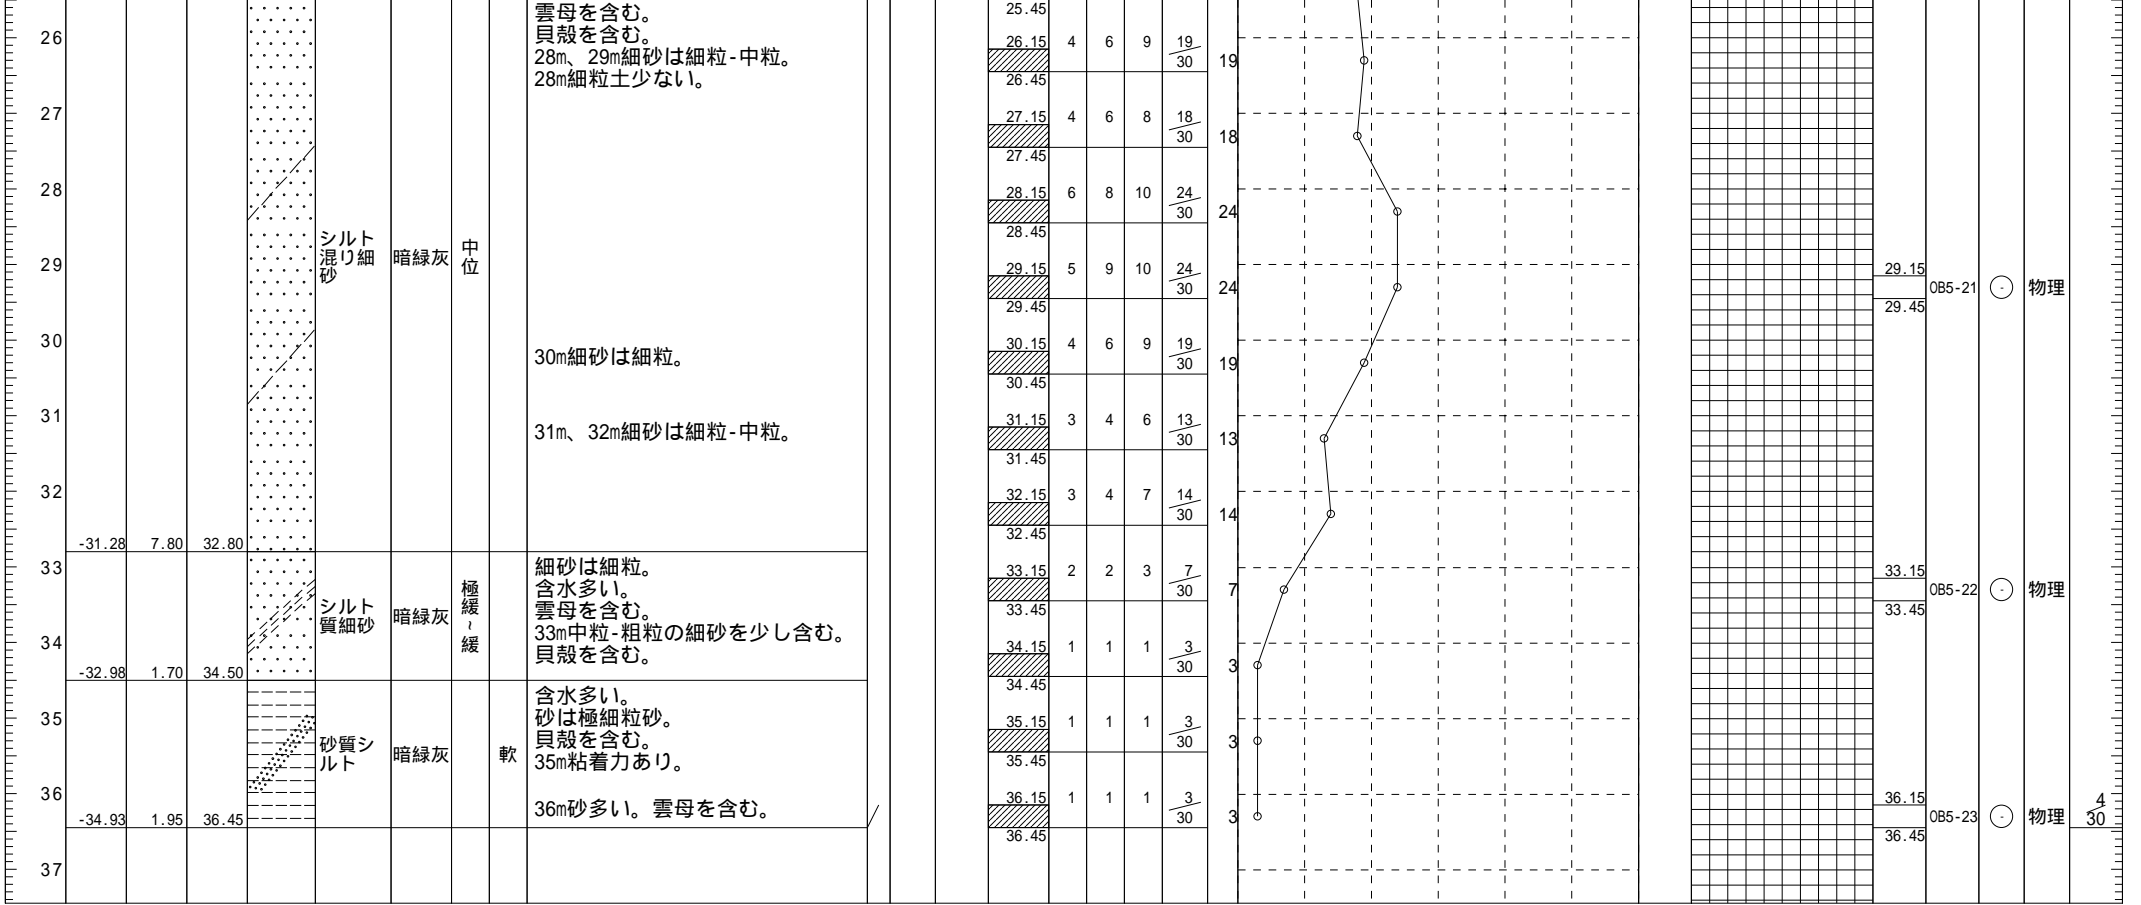 雲母を含む。
貝殻を含む。
28m、29m細砂は細粒-中粒。
28m細粒土少ない。
25.45
26
26.15 4 6 9 19/30
19
26.45
27
27.15 4 6 8 18/30
18
27.45
28
28.15 6 8 10 24/30
24
28.45
シルト
混り細
砂
暗緑灰
中位
29
29.15 5 9 10 24/30
24
29.45
29.15
0B5-21
物理
29.45
30
30m細砂は細粒。
30.15 4 6 9 19/30
19
30.45
31
31m、32m細砂は細粒-中粒。
31.15 3 4 6 13/30
13
31.45
32
32.15 3 4 7 14/30
14
32.45
-31.28 7.80 32.80
33
シルト
質細砂
暗緑灰
極緩~緩
細砂は細粒。
含水多い。
雲母を含む。
33m中粒-粗粒の細砂を少し含む。
貝殻を含む。
33.15 2 2 3 7/30
7
33.45
33.15
0B5-22
物理
33.45
34
34.15 1 1 1 3/30
3
34.45
-32.98 1.70 34.50
35
砂質シ
ルト
暗緑灰
軟
含水多い。
砂は極細粒砂。
貝殻を含む。
35m粘着力あり。
36m砂多い。雲母を含む。
35.15 1 1 1 3/30
3
35.45
36
36.15 1 1 1 3/30
3
36.45
-34.93 1.95 36.45
36.15
0B5-23
物理
4/30
36.45
37